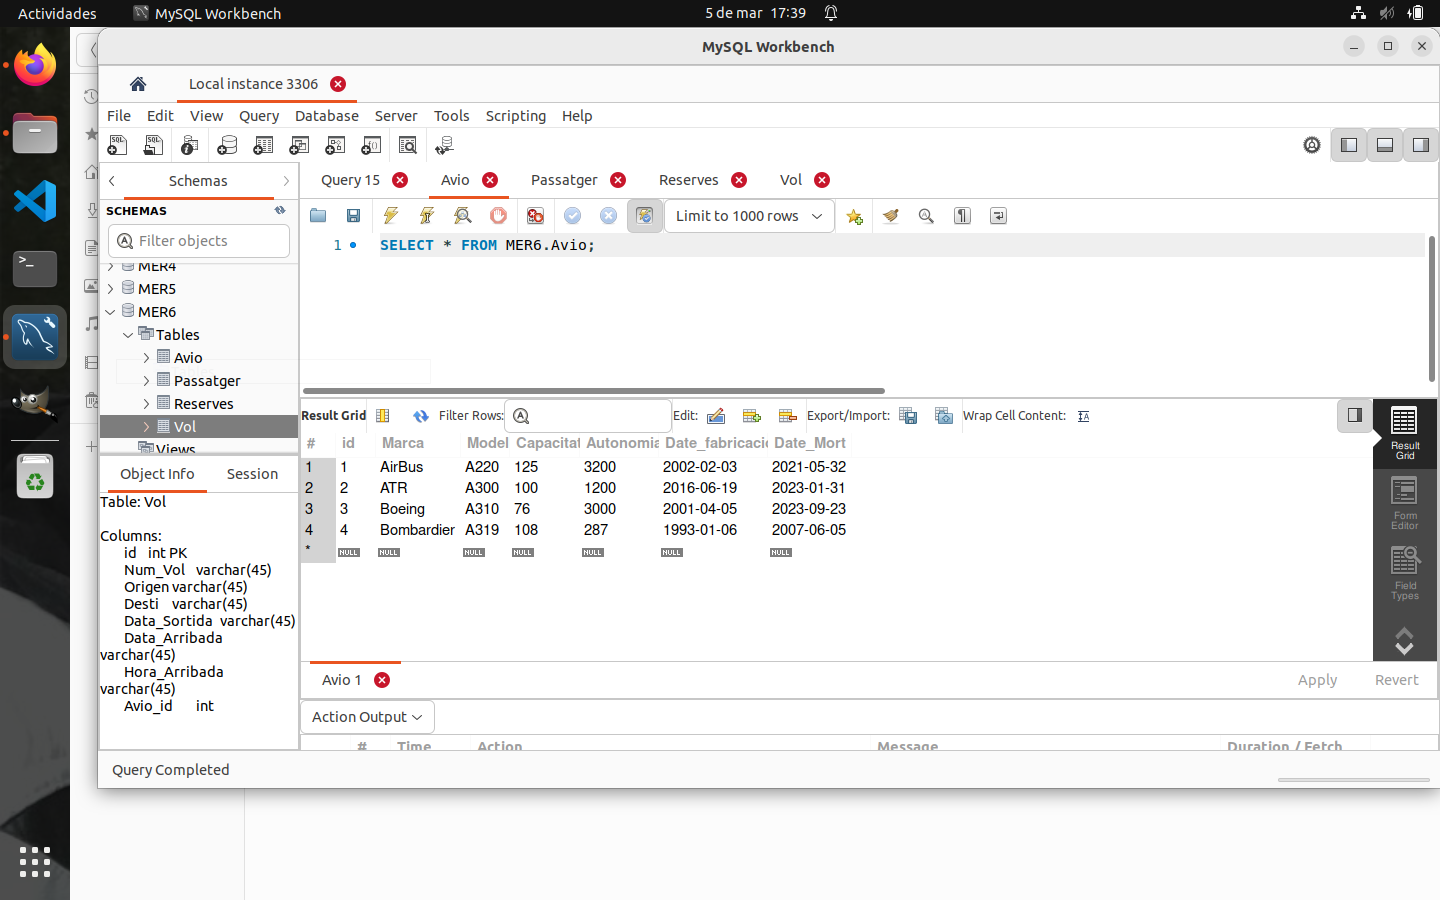 Actividades MySQL Workbench 5 de mar 17:39
MySQL Workbench
Local instance 3306
File Edit View Query Database Server Tools Scripting Help
Schemas Query 15 Avio Passatger Reserves Vol
SCHEMAS
Limit to 1000 rows
Filter objects
1 SELECT * FROM MER6.Avio;
MER4
MER5
MER6
Tables
Avio
Passatger
Reserves
Vol
Views
Result Grid Filter Rows: Edit: Export/Import: Wrap Cell Content:
# id Marca Model Capacitat Autonomia Date_fabricacio Date_Mort
1 1 AirBus A220 125 3200 2002-02-03 2021-05-32
2 2 ATR A300 100 1200 2016-06-19 2023-01-31
3 3 Boeing A310 76 3000 2001-04-05 2023-09-23
4 4 Bombardier A319 108 287 1993-01-06 2007-06-05
* NULL NULL NULL NULL NULL NULL NULL
Result
Grid
Form
Editor
Field
Types
Object Info Session
Table: Vol
Columns:
id int PK
Num_Vol varchar(45)
Origen varchar(45)
Desti varchar(45)
Data_Sortida varchar(45)
Data_Arribada
varchar(45)
Hora_Arribada
varchar(45)
Avio_id int
Avio 1 Apply Revert
Action Output
# Time Action Message Duration / Fetch
Query Completed